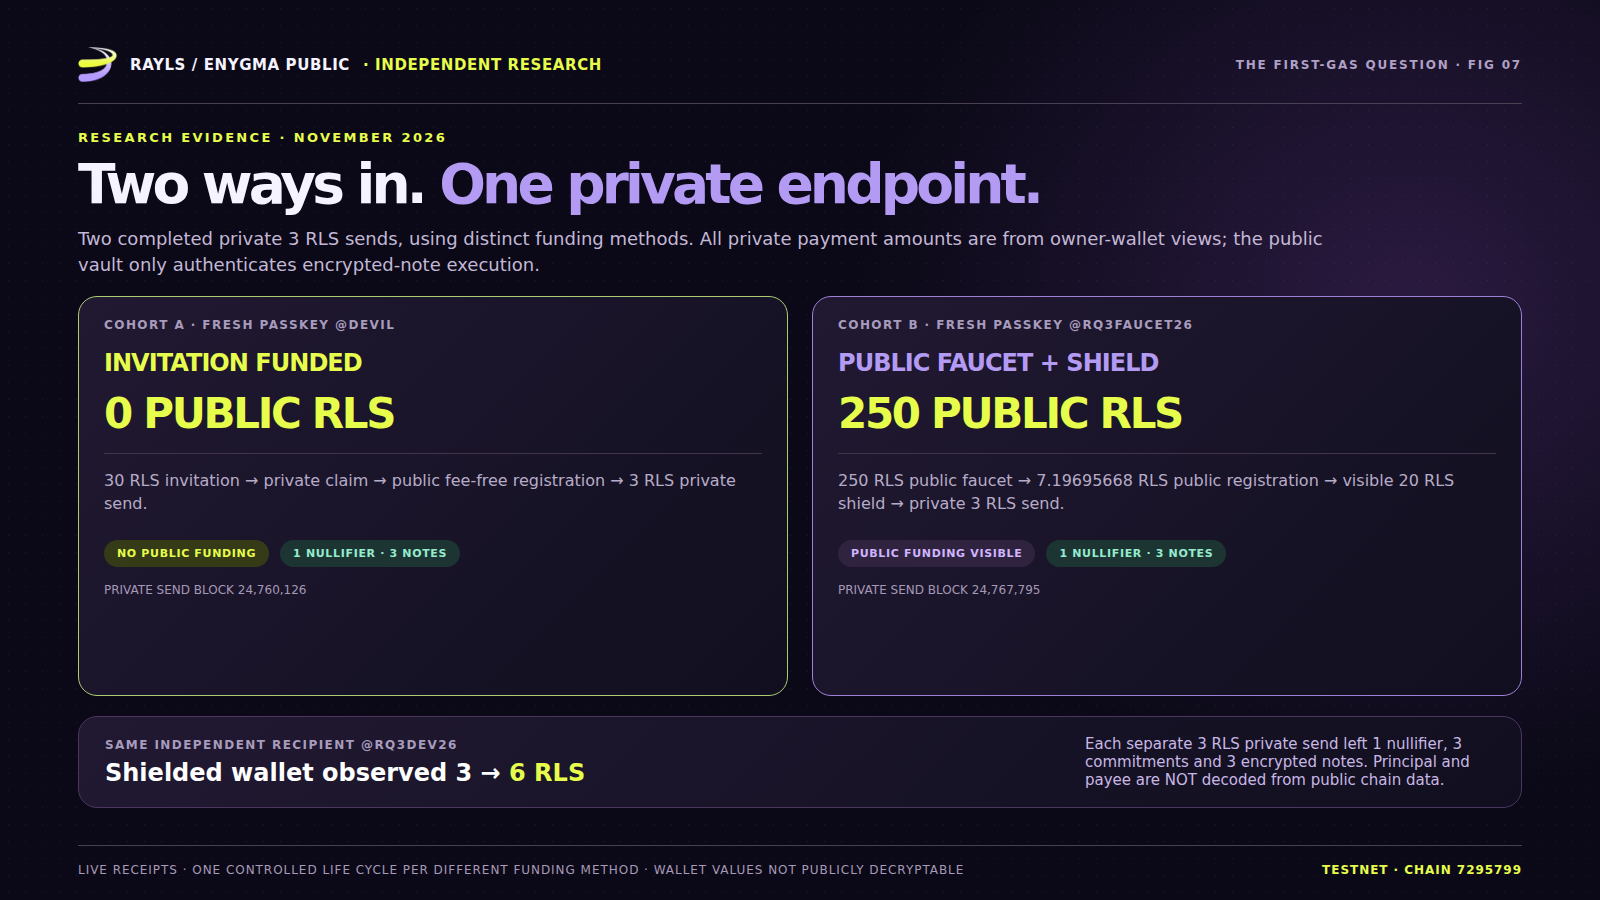 RAYLS / ENYGMA PUBLIC · INDEPENDENT RESEARCH
THE FIRST-GAS QUESTION · FIG 07
RESEARCH EVIDENCE · NOVEMBER 2026
Two ways in. One private endpoint.
Two completed private 3 RLS sends, using distinct funding methods. All private payment amounts are from owner-wallet views; the public
vault only authenticates encrypted-note execution.
COHORT A · FRESH PASSKEY @DEVIL
INVITATION FUNDED
0 PUBLIC RLS
30 RLS invitation → private claim → public fee-free registration → 3 RLS private
send.
NO PUBLIC FUNDING
1 NULLIFIER · 3 NOTES
PRIVATE SEND BLOCK 24,760,126
COHORT B · FRESH PASSKEY @RQ3FAUCET26
PUBLIC FAUCET + SHIELD
250 PUBLIC RLS
250 RLS public faucet → 7.19695668 RLS public registration → visible 20 RLS
shield → private 3 RLS send.
PUBLIC FUNDING VISIBLE
1 NULLIFIER · 3 NOTES
PRIVATE SEND BLOCK 24,767,795
SAME INDEPENDENT RECIPIENT @RQ3DEV26
Shielded wallet observed 3 → 6 RLS
Each separate 3 RLS private send left 1 nullifier, 3
commitments and 3 encrypted notes. Principal and
payee are NOT decoded from public chain data.
LIVE RECEIPTS · ONE CONTROLLED LIFE CYCLE PER DIFFERENT FUNDING METHOD · WALLET VALUES NOT PUBLICLY DECRYPTABLE
TESTNET · CHAIN 7295799